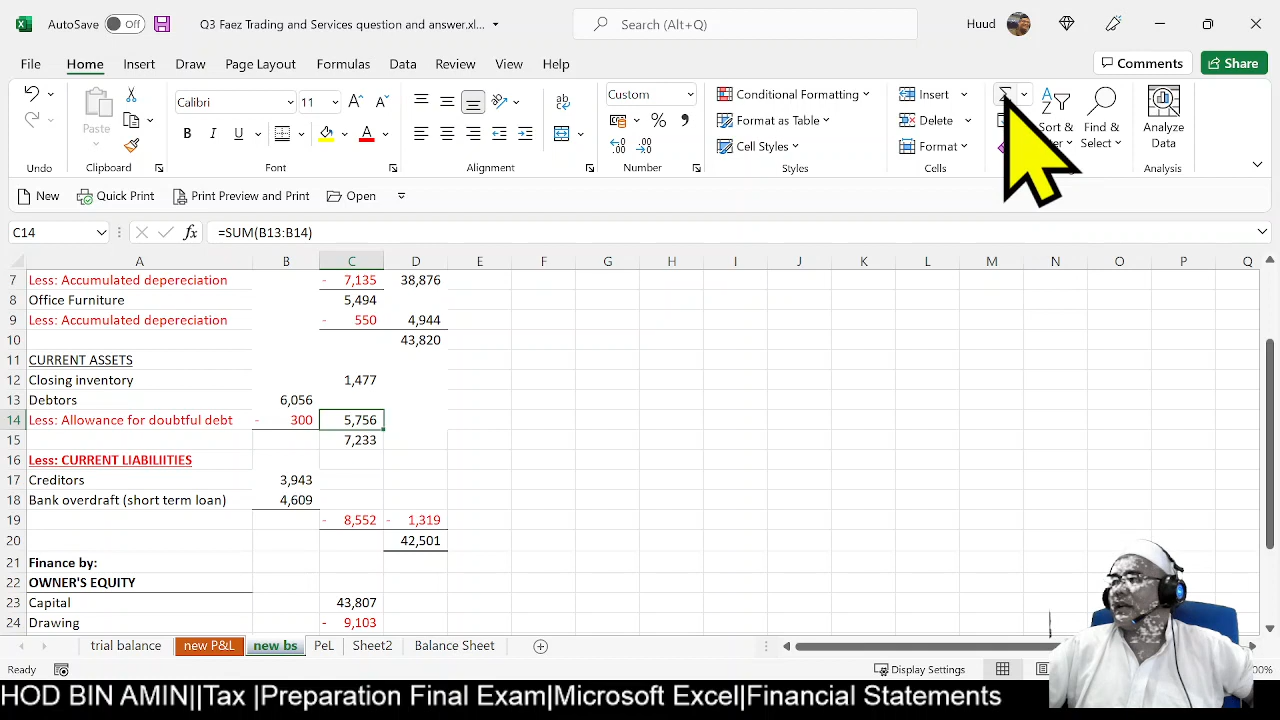 AutoSave Off Q3 Faez Trading and Services question and answer.xl... Search (Alt+Q) Huud
File Home Insert Draw Page Layout Formulas Data Review View Help Comments Share
Calibri 11 Custom Conditional Formatting Insert
Paste B I U Format as Table Delete Sort & Find & Analyze
Cell Styles Format Select Data
Undo Clipboard Font Alignment Number Styles Cells Analysis
New Quick Print Print Preview and Print Open
C14 fx =SUM(B13:B14)
A B C D E F G H I J K L M N O P Q
7 Less: Accumulated depereciation - 7,135 38,876
8 Office Furniture 5,494
9 Less: Accumulated depereciation - 550 4,944
10 43,820
11 CURRENT ASSETS
12 Closing inventory 1,477
13 Debtors 6,056
14 Less: Allowance for doubtful debt - 300 5,756
15 7,233
16 Less: CURRENT LIABILIITIES
17 Creditors 3,943
18 Bank overdraft (short term loan) 4,609
19 - 8,552 - 1,319
20 42,501
21 Finance by:
22 OWNER'S EQUITY
23 Capital 43,807
24 Drawing - 9,103
trial balance new P&L new bs PeL Sheet2 Balance Sheet
Ready Display Settings 00%
HOD BIN AMIN||Tax |Preparation Final Exam|Microsoft Excel|Financial Statements